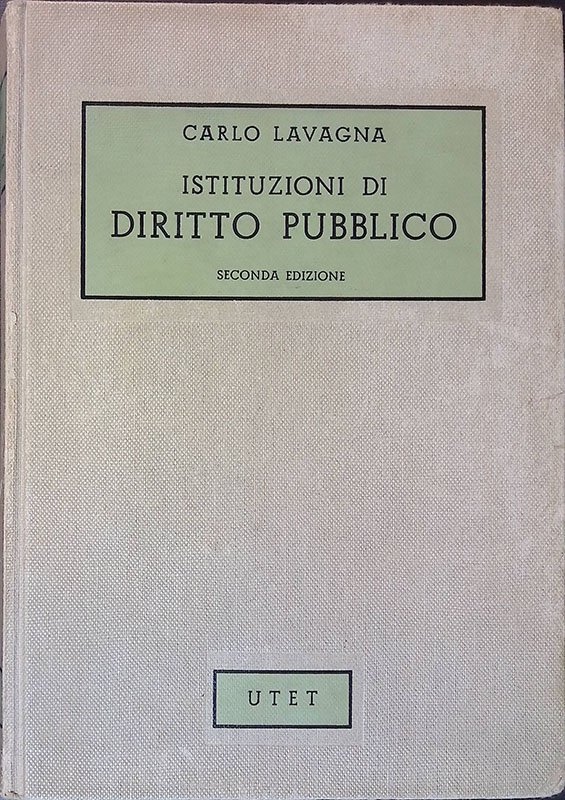 CARLO LAVAGNA
ISTITUZIONI DI
DIRITTO PUBBLICO
SECONDA EDIZIONE
UTET